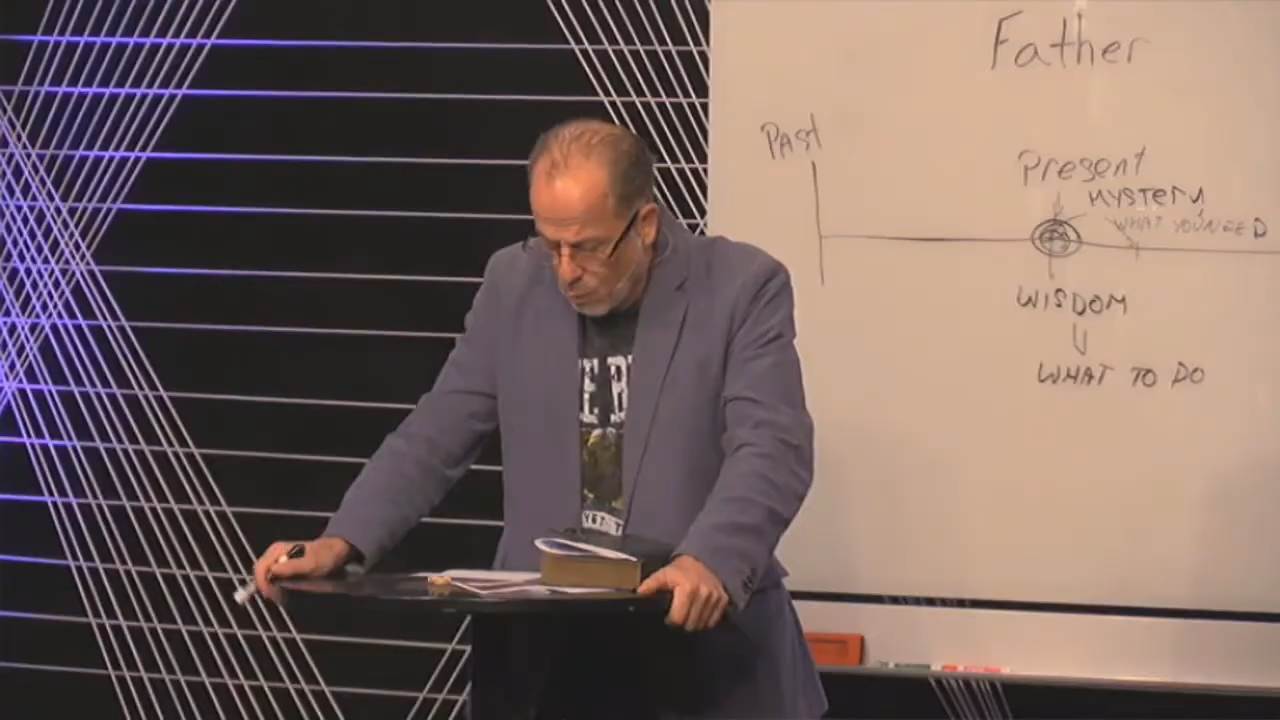 Father
Past
Present
MYSTERY
WHAT YOU NEED
WISDOM
WHAT TO DO